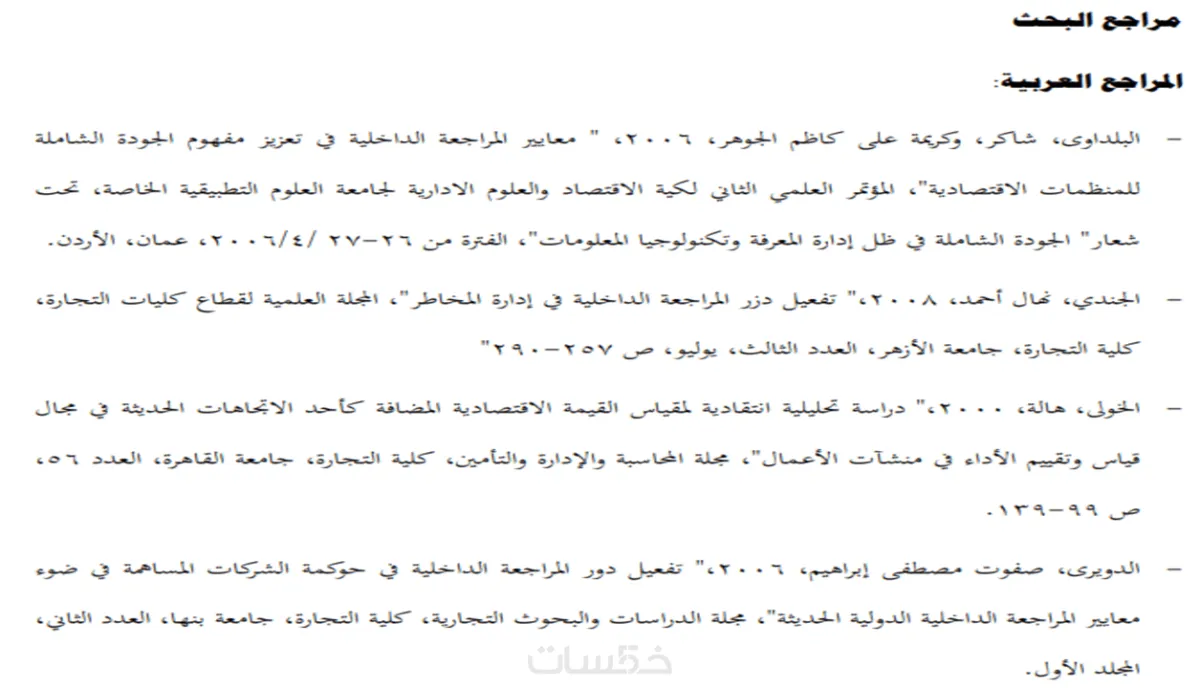 مراجع البحث
المراجع العربية:
– البلداوى، شاكر، وكريمة على كاظم الجوهر، ٢٠٠٦، " معايير المراجعة الداخلية في تعزيز مفهوم الجودة الشاملة
للمنظمات الاقتصادية"، المؤتمر العلمي الثاني لكية الاقتصاد والعلوم الادارية لجامعة العلوم التطبيقية الخاصة، تحت
شعار" الجودة الشاملة في ظل إدارة المعرفة وتكنولوجيا المعلومات"، الفترة من ٢٦–٢٧ /٢٠٠٦/٤، عمان، الأردن.
– الجندي، نهال أحمد، ٢٠٠٨،" تفعيل دزر المراجعة الداخلية في إدارة المخاطر"، المجلة العلمية لقطاع كليات التجارة،
كلية التجارة، جامعة الأزهر، العدد الثالث، يوليو، ص ٢٥٧–٢٩٠"
– الخولى، هالة، ٢٠٠٠،" دراسة تحليلية انتقادية لمقياس القيمة الاقتصادية المضافة كأحد الاتجاهات الحديثة في مجال
قياس وتقييم الأداء في منشآت الأعمال"، مجلة المحاسبة والإدارة والتأمين، كلية التجارة، جامعة القاهرة، العدد ٥٦،
ص ٩٩–١٣٩.
– الدويرى، صفوت مصطفى إبراهيم، ٢٠٠٦،" تفعيل دور المراجعة الداخلية في حوكمة الشركات المساهمة في ضوء
معايير المراجعة الداخلية الدولية الحديثة"، مجلة الدراسات والبحوث التجارية، كلية التجارة، جامعة بنها، العدد الثاني،
المجلد الأول.
خمسات